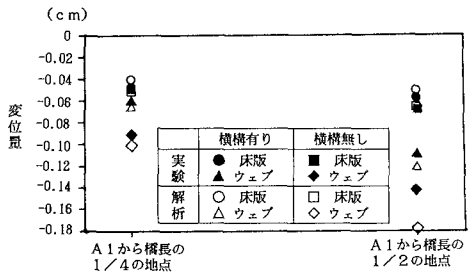 (cm)
0
-0.04
-0.06
-0.08
-0.10
-0.12
-0.14
-0.16
-0.18
変位量
横構有り 横構無し
実験 ● 床版 ■ 床版
▲ ウェブ ◆ ウェブ
解析 ○ 床版 □ 床版
△ ウェブ ◇ ウェブ
A1から橋長の
1/4の地点
A1から橋長の
1/2の地点